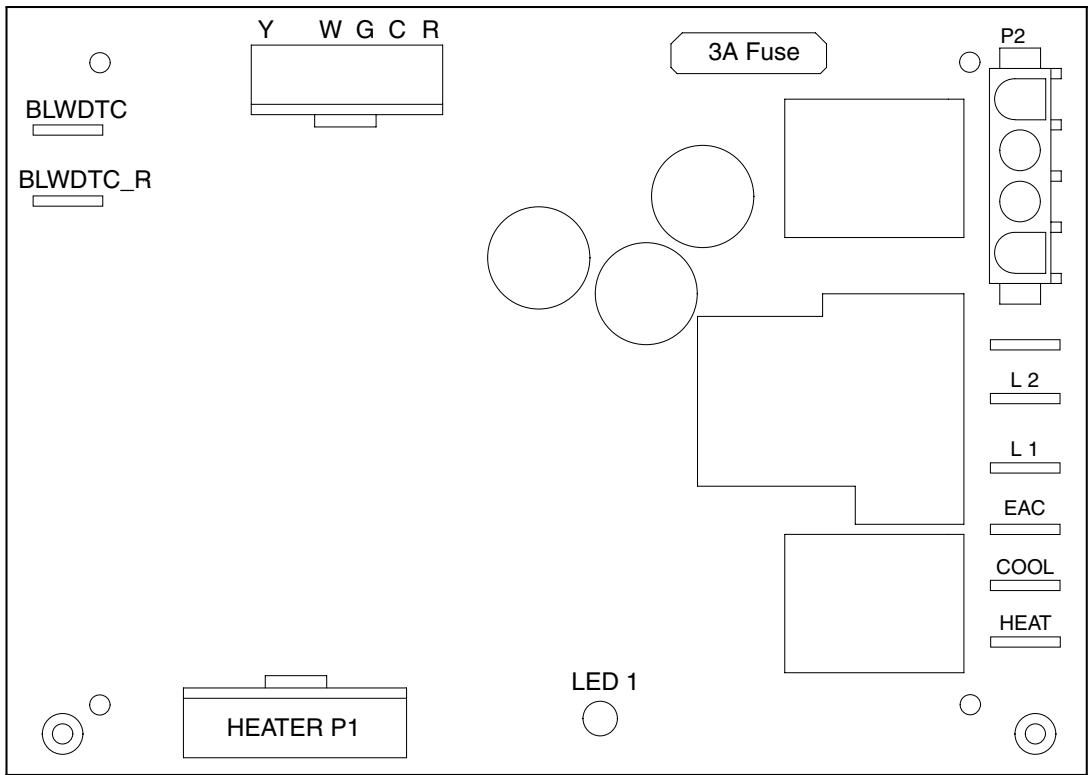 Y W G C R
3A Fuse
P2
BLWDTC
BLWDTC_R
L 2
L 1
EAC
COOL
HEAT
LED 1
HEATER P1